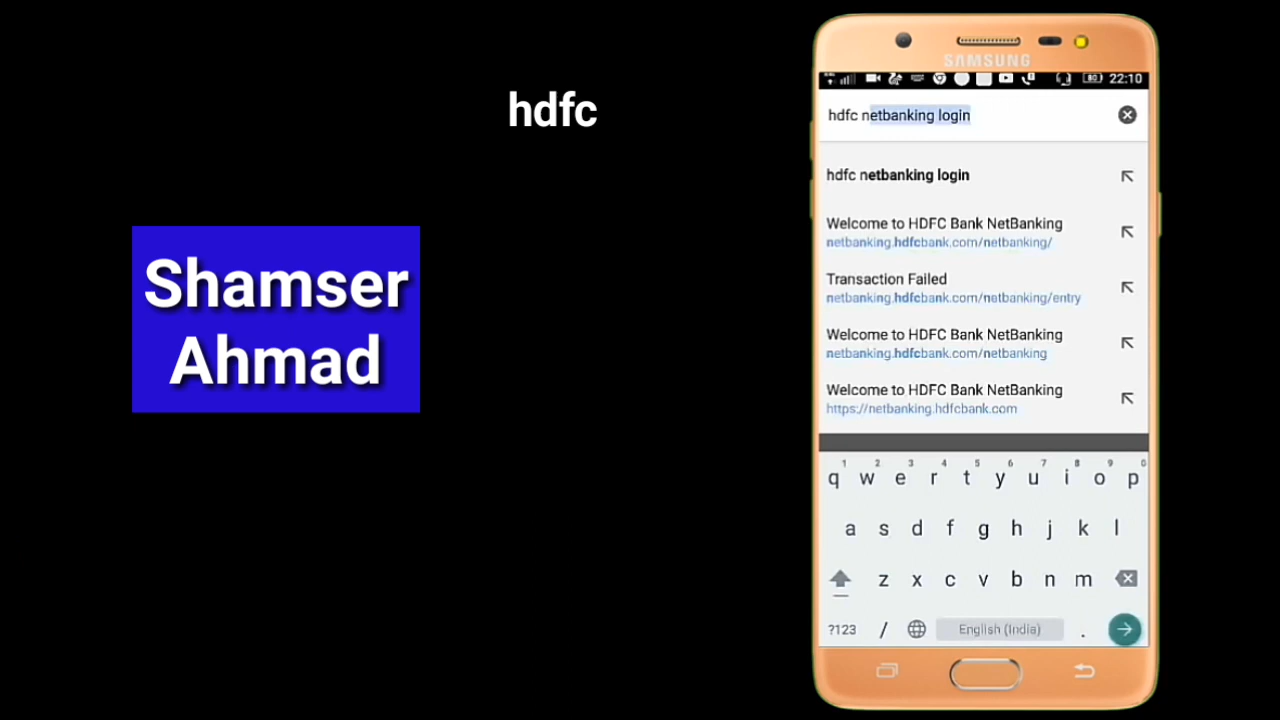 hdfc
Shamser
Ahmad
SAMSUNG
80 22:10
hdfc netbanking login
hdfc netbanking login
Welcome to HDFC Bank NetBanking
netbanking.hdfcbank.com/netbanking/
Transaction Failed
netbanking.hdfcbank.com/netbanking/entry
Welcome to HDFC Bank NetBanking
netbanking.hdfcbank.com/netbanking
Welcome to HDFC Bank NetBanking
https://netbanking.hdfcbank.com
1 2 3 4 5 6 7 8 9 0
q w e r t y u i o p
a s d f g h j k l
z x c v b n m
?123 / English (India) .